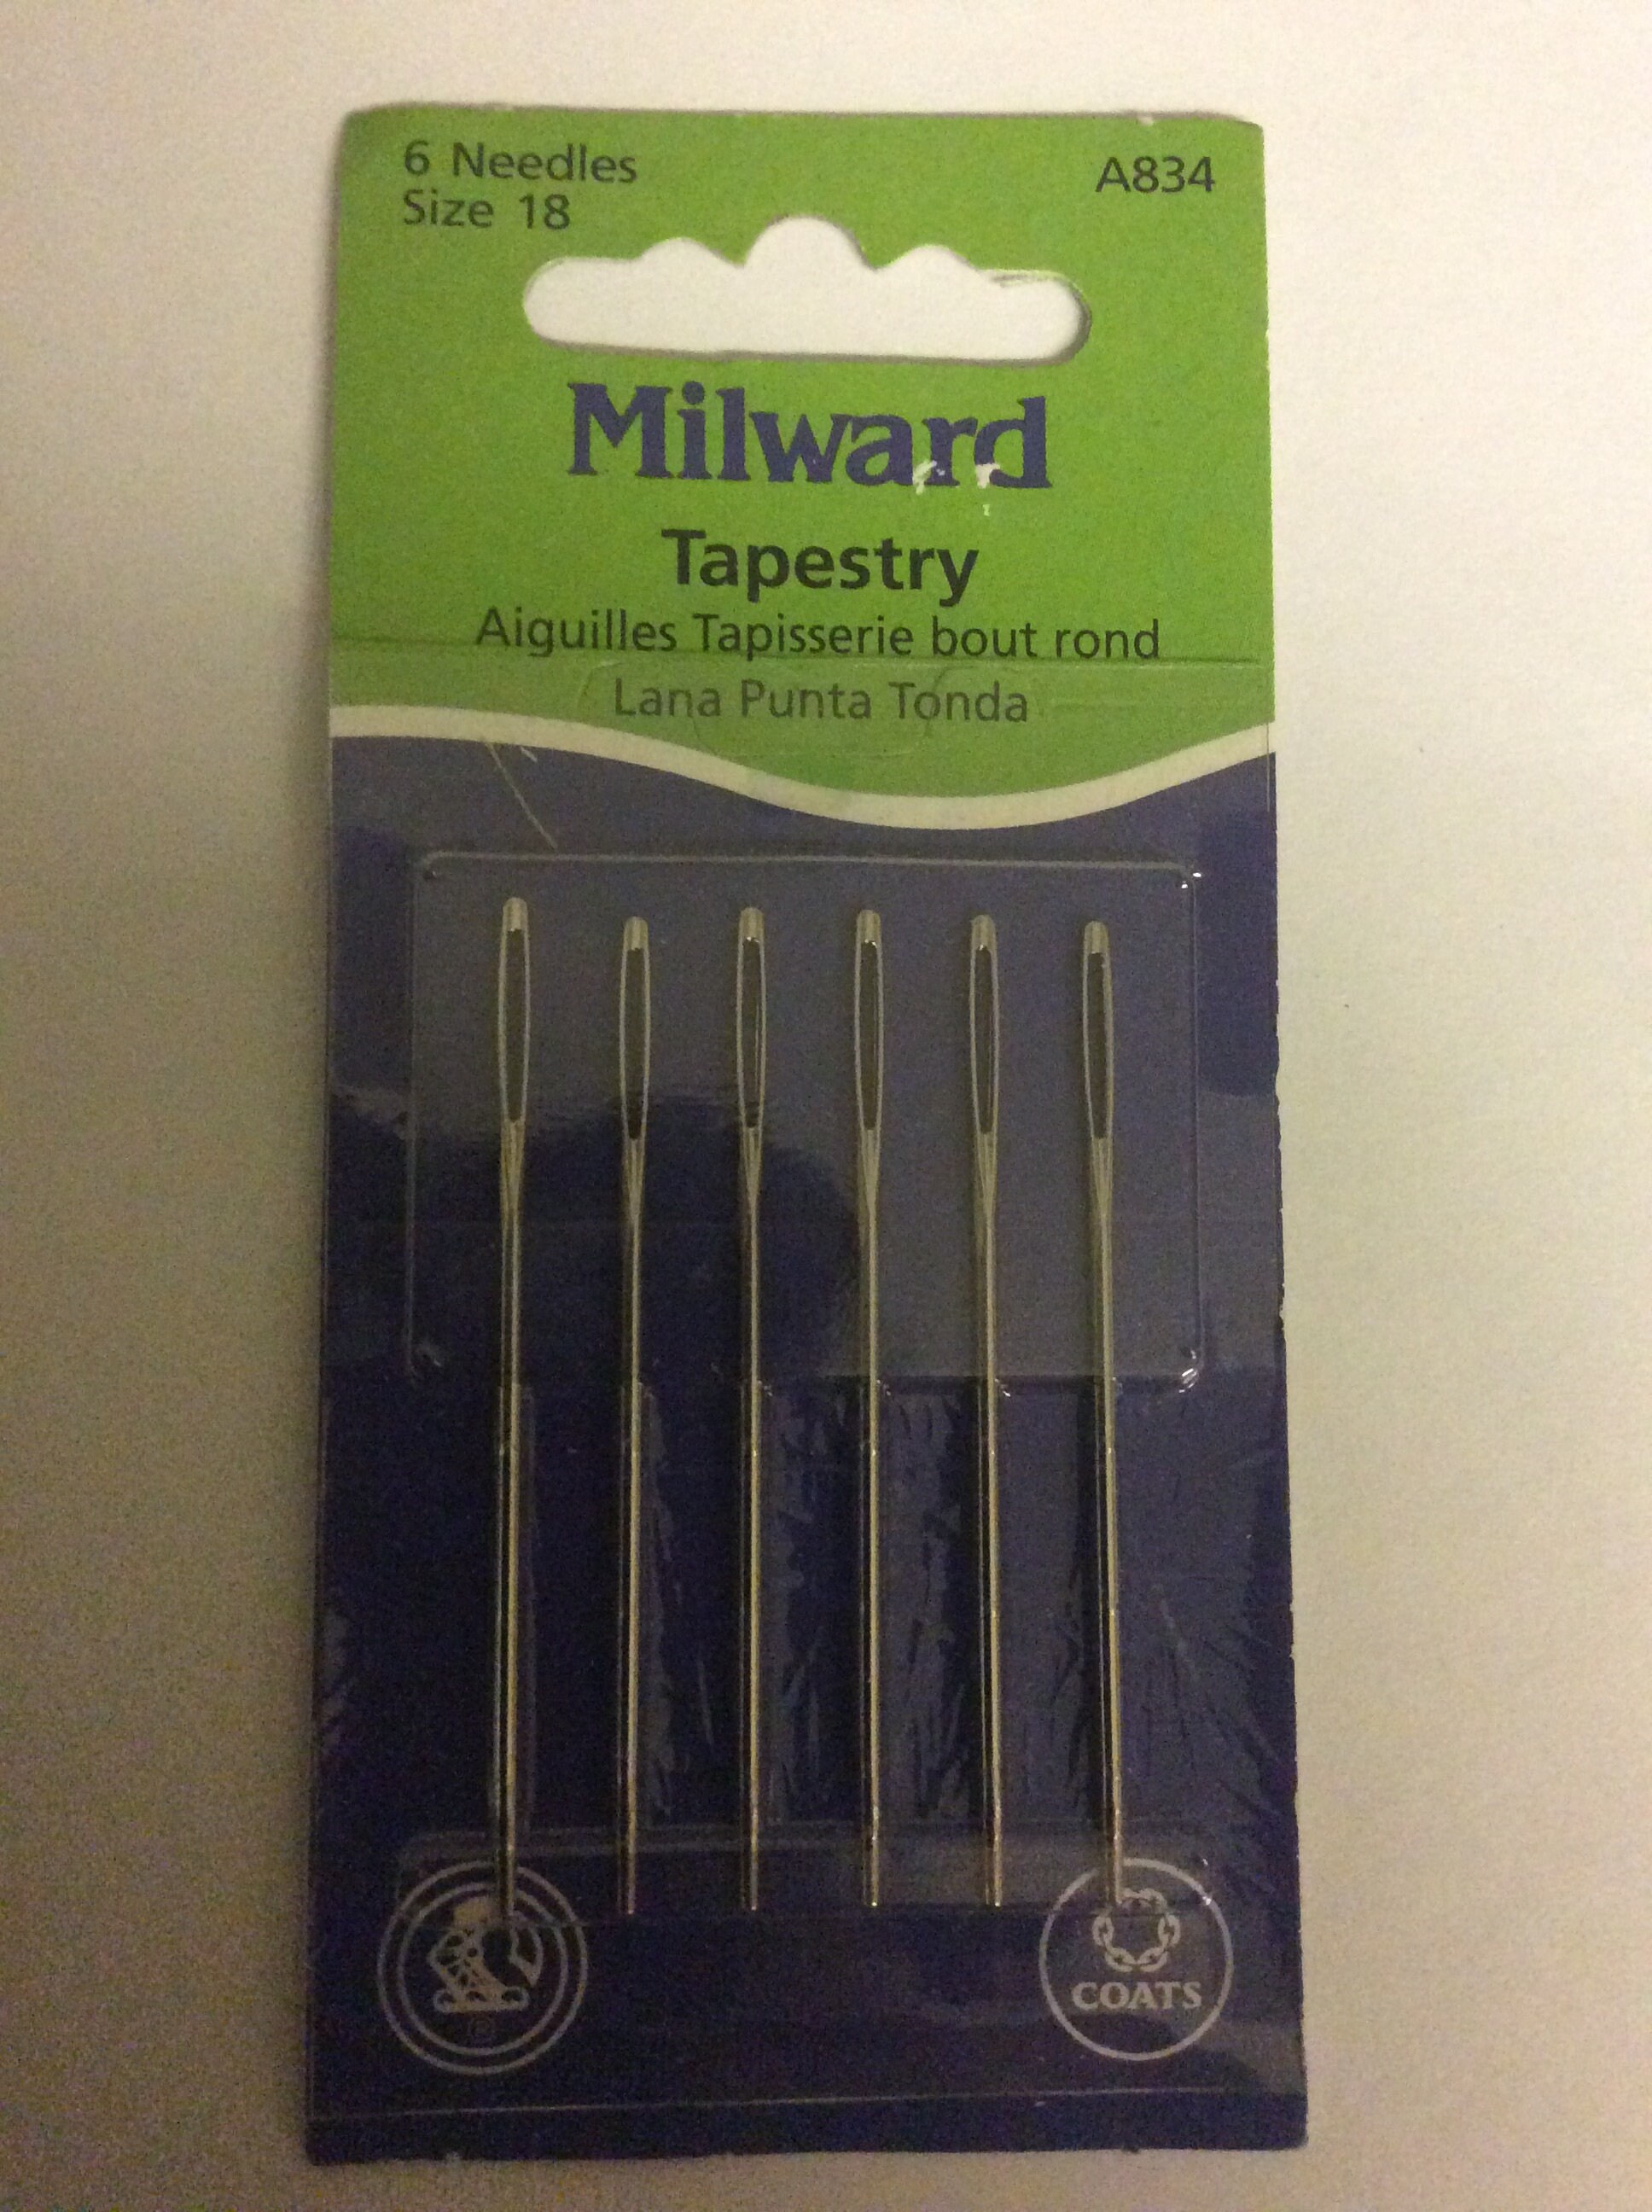 6 Needles
Size 18
A834
Milward
Tapestry
Aiguilles Tapisserie bout rond
Lana Punta Tonda
COATS
®